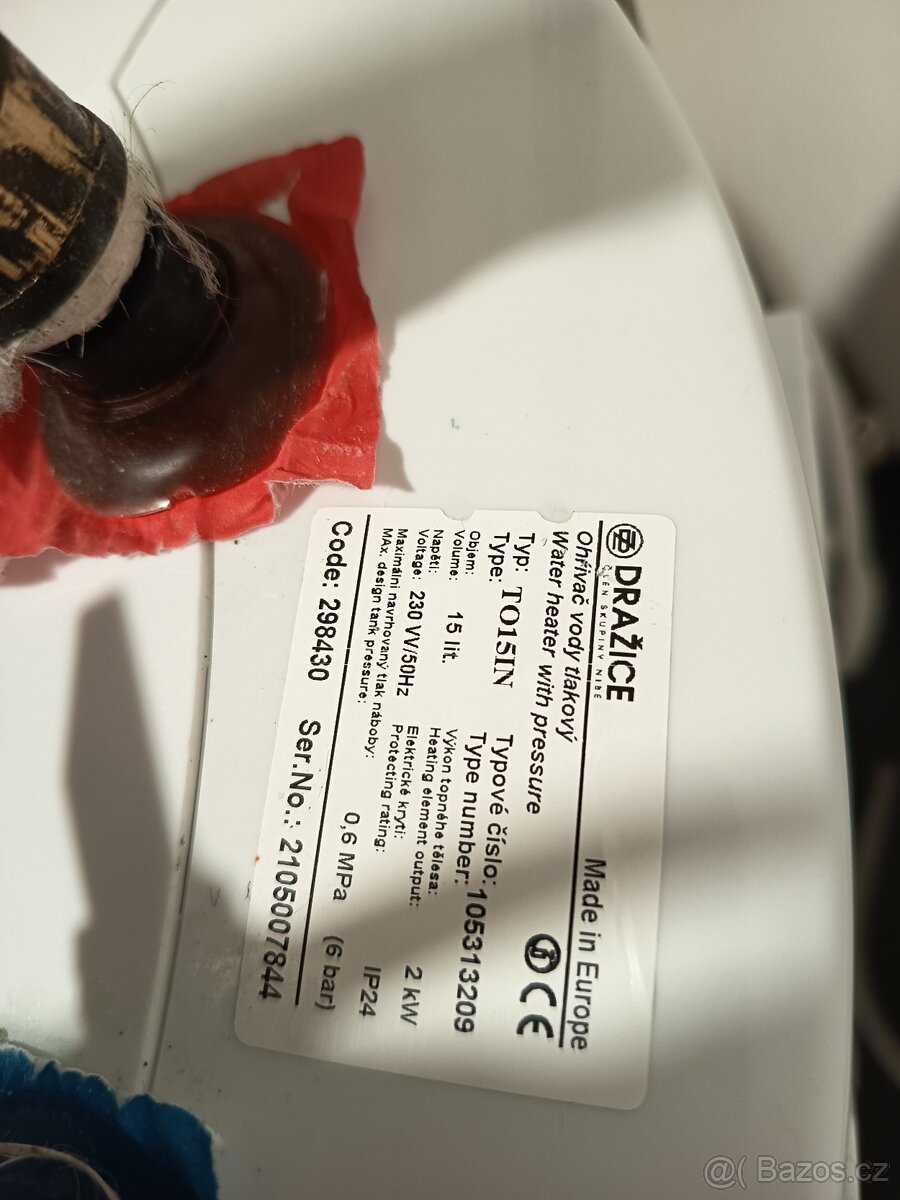 DRAŽICE
ČLEN SKUPINY NIBE
Made in Europe
Ohřívač vody tlakový
Water heater with pressure
CE
Typ:
Type: TO15IN
Typové číslo:
Type number: 105313209
Objem:
Volume: 15 lit.
Výkon topného tělesa:
Heating element output: 2 kW
Napětí:
Voltage: 230 VV/50Hz
Elektrické krytí:
Protecting rating: IP24
Maximální navrhovaný tlak náboby:
MAx. design tank pressure: 0,6 MPa (6 bar)
Code: 298430 Ser.No.: 2105007844
@( Bazos.cz